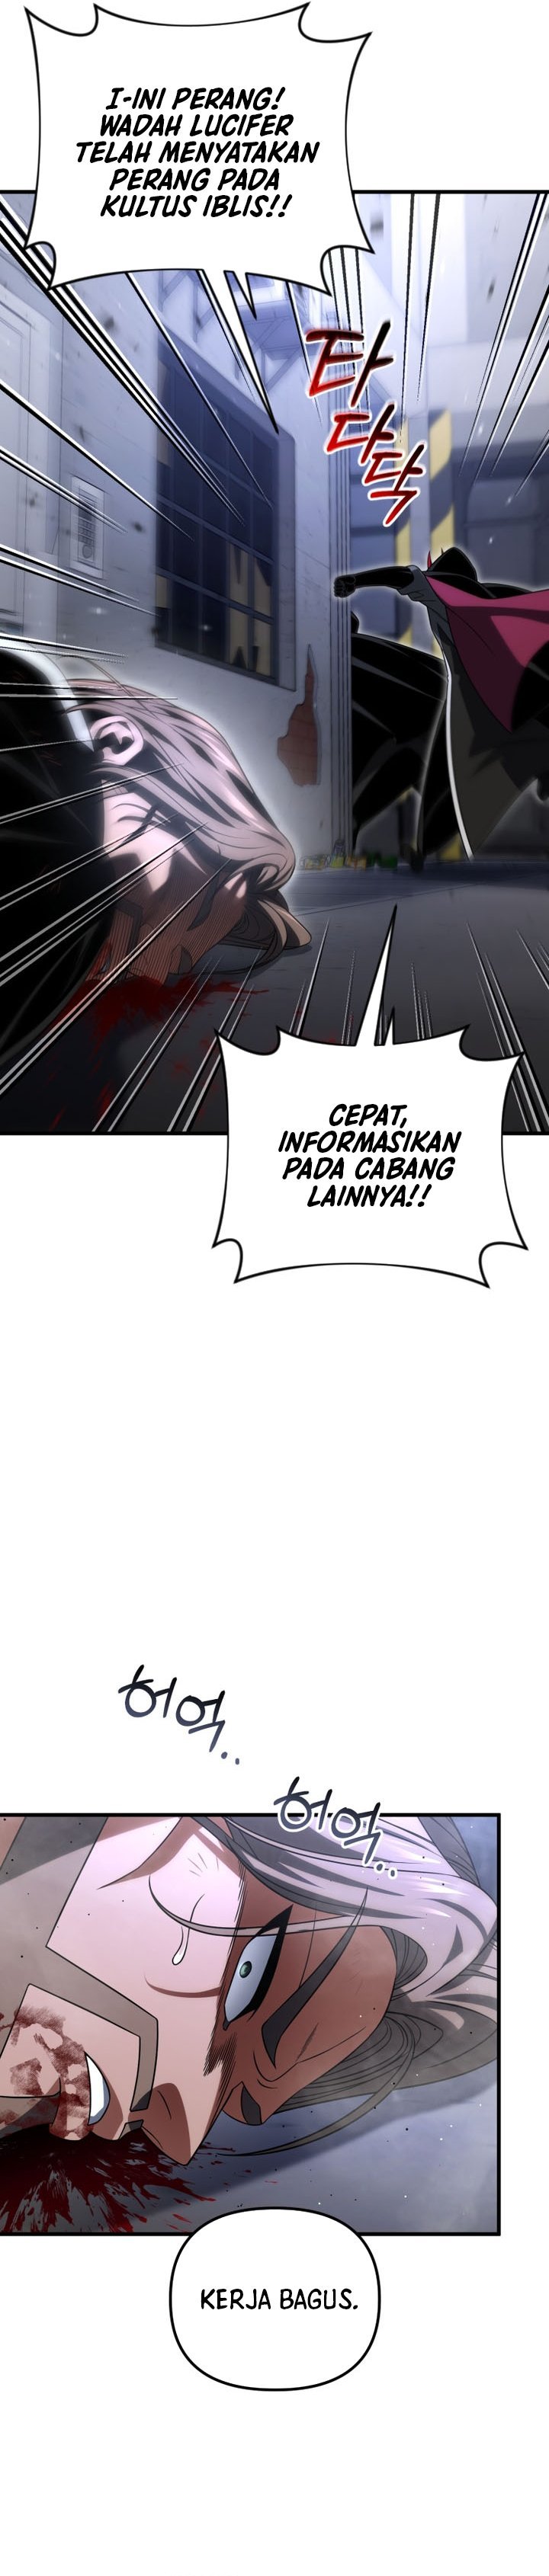 I-INI PERANG!
WADAH LUCIFER
TELAH MENYATAKAN
PERANG PADA
KULTUS IBLIS!!
타
다
닥
CEPAT,
INFORMASIKAN
PADA CABANG
LAINNYA!!
허억..
허억..
KERJA BAGUS.